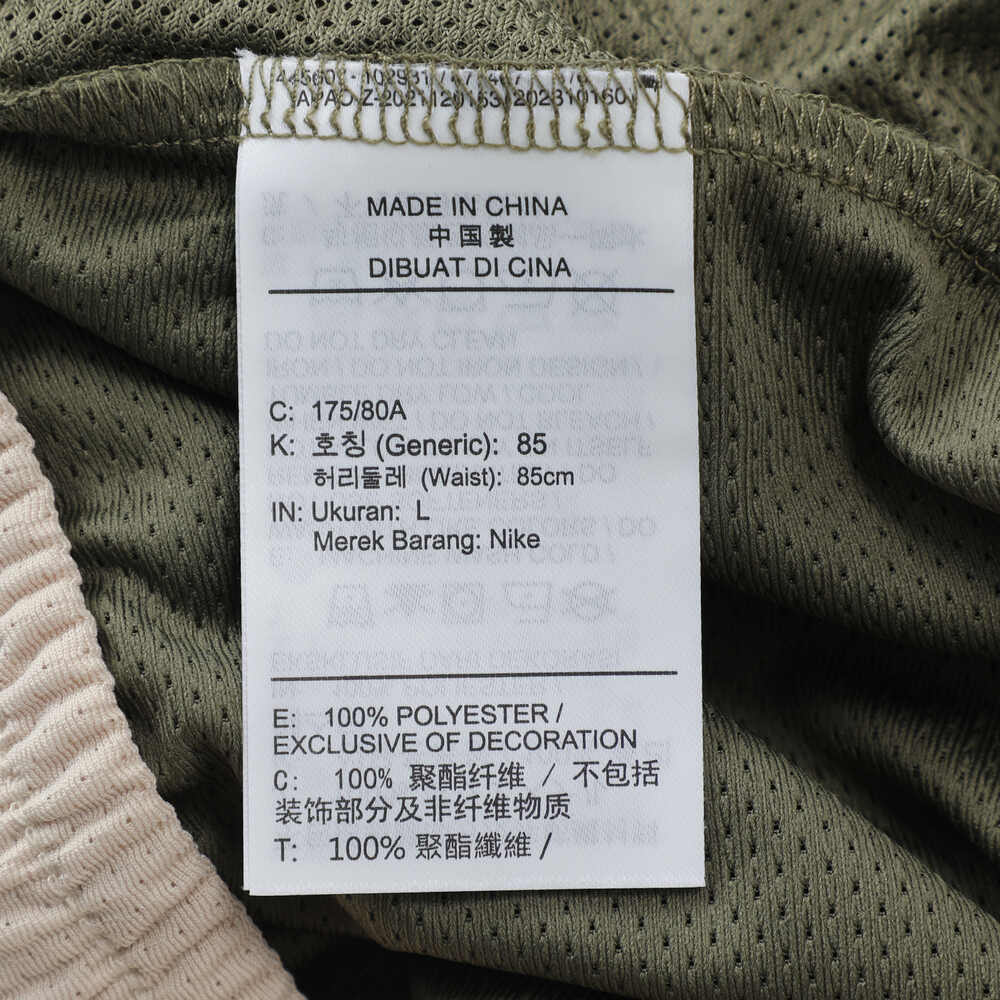 MADE IN CHINA
中国製
DIBUAT DI CINA
C: 175/80A
K: 호칭 (Generic): 85
허리둘레 (Waist): 85cm
IN: Ukuran: L
Merek Barang: Nike
E: 100% POLYESTER /
EXCLUSIVE OF DECORATION
C: 100% 聚酯纤维 / 不包括
装饰部分及非纤维物质
T: 100% 聚酯纖維 /